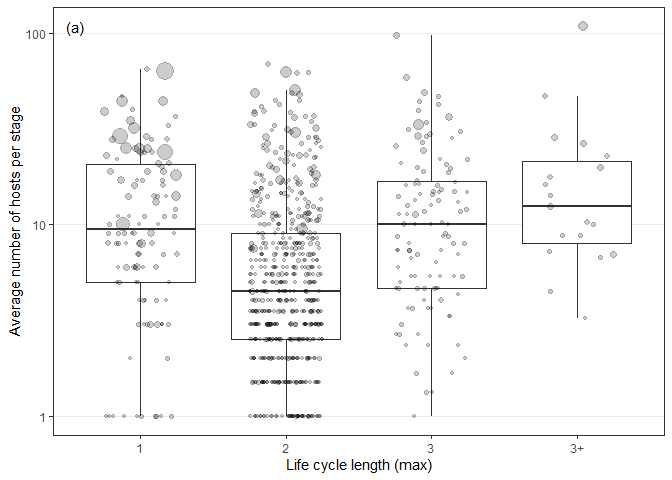 (a)
100
10
1
Average number of hosts per stage
1 2 3 3+
Life cycle length (max)